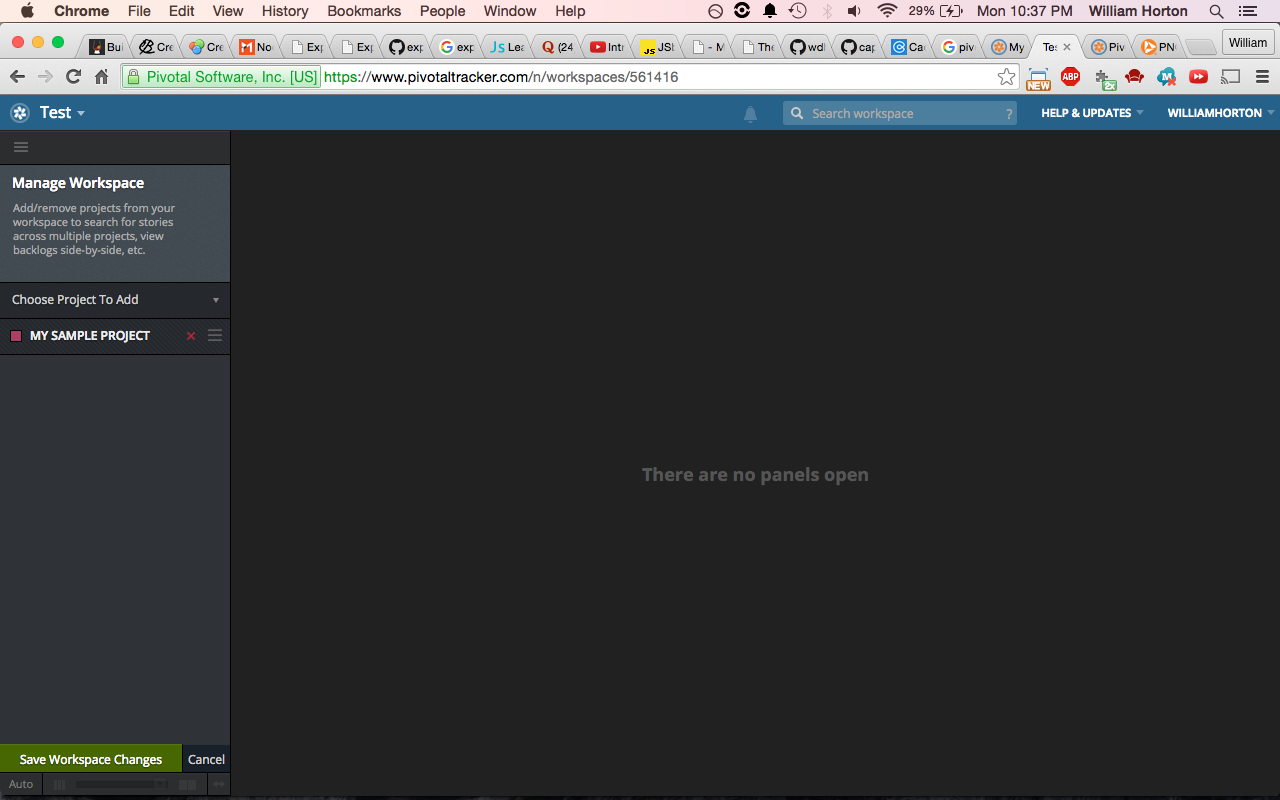 Chrome File Edit View History Bookmarks People Window Help 29% Mon 10:37 PM William Horton
Bui Cre Cre No Exp Exp exp exp Lea (24 Intr JSI - M The wdl cap Ca piv My Tes Piv PNG William
Pivotal Software, Inc. [US] https://www.pivotaltracker.com/n/workspaces/561416 NEW ABP 2x
Test Search workspace ? HELP & UPDATES WILLIAMHORTON
Manage Workspace
Add/remove projects from your
workspace to search for stories
across multiple projects, view
backlogs side-by-side, etc.
Choose Project To Add
MY SAMPLE PROJECT
There are no panels open
Save Workspace Changes Cancel
Auto